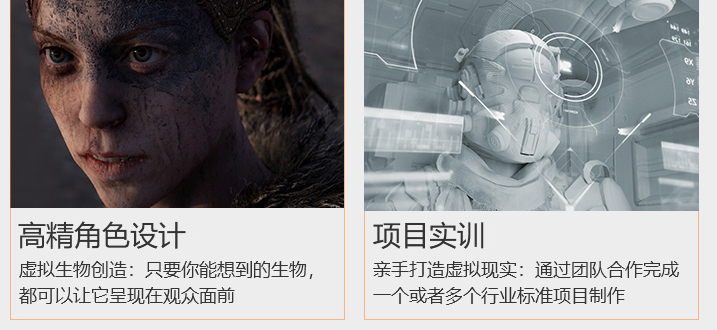 高精角色设计
虚拟生物创造：只要你能想到的生物，
都可以让它呈现在观众面前
项目实训
亲手打造虚拟现实：通过团队合作完成
一个或者多个行业标准项目制作